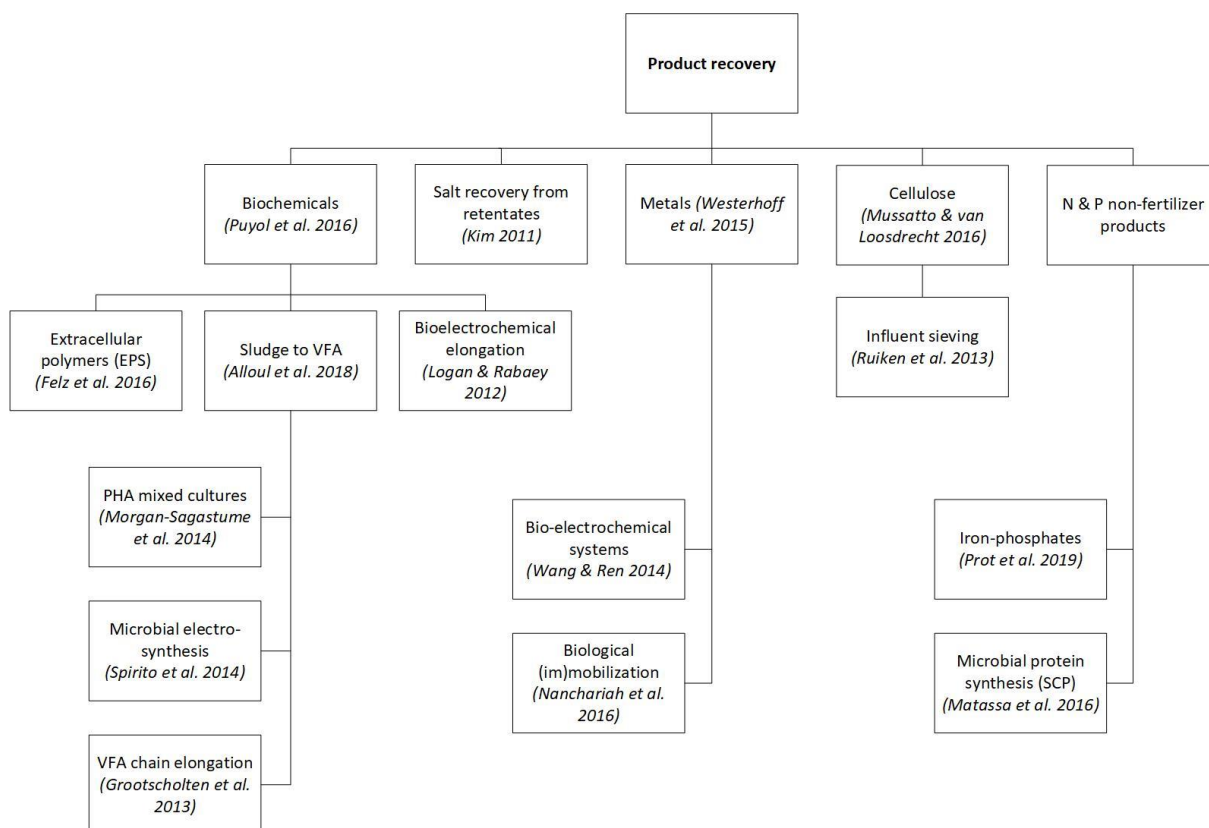 Product recovery
Biochemicals
(Puyol et al. 2016)
Salt recovery from
retentates
(Kim 2011)
Metals (Westerhoff
et al. 2015)
Cellulose
(Mussatto & van
Loosdrecht 2016)
N & P non-fertilizer
products
Extracellular
polymers (EPS)
(Felz et al. 2016)
Sludge to VFA
(Alloul et al. 2018)
Bioelectrochemical
elongation
(Logan & Rabaey
2012)
Influent sieving
(Ruiken et al. 2013)
PHA mixed cultures
(Morgan-Sagastume
et al. 2014)
Bio-electrochemical
systems
(Wang & Ren 2014)
Iron-phosphates
(Prot et al. 2019)
Microbial electro-
synthesis
(Spirito et al. 2014)
Biological
(im)mobilization
(Nanchariah et al.
2016)
Microbial protein
synthesis (SCP)
(Matassa et al. 2016)
VFA chain elongation
(Grootscholten et al.
2013)